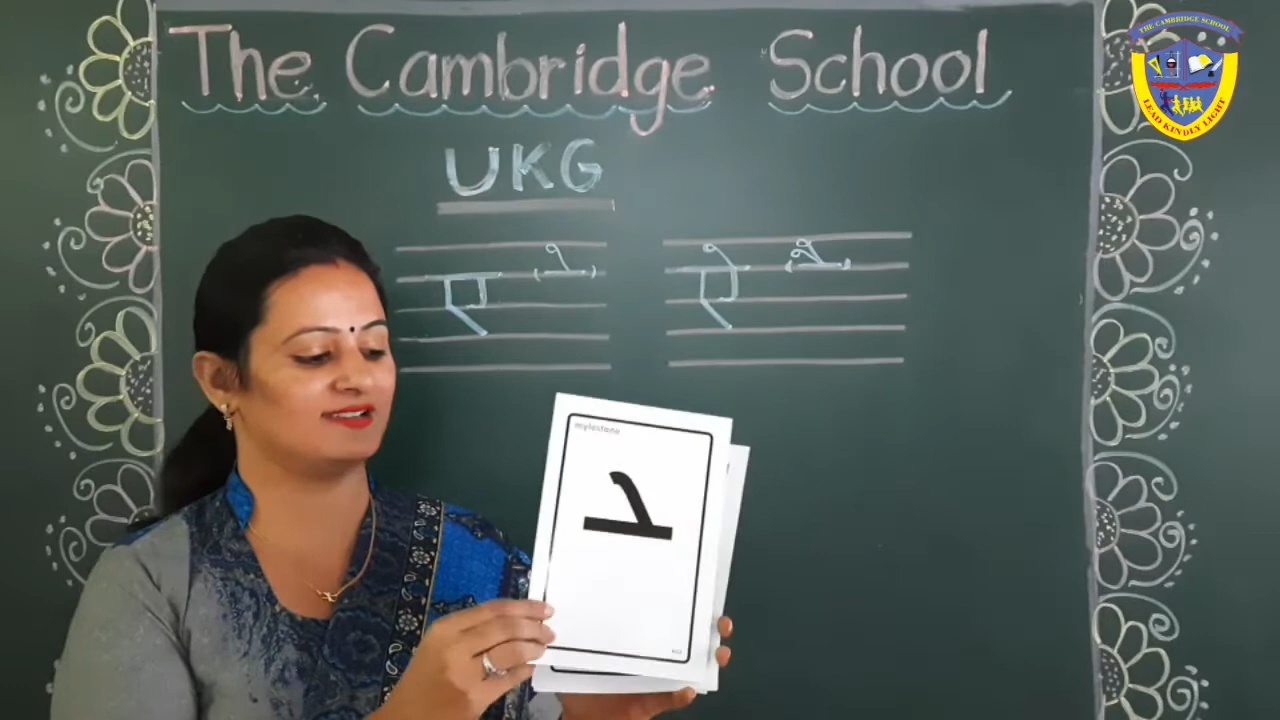 The Cambridge School
THE CAMBRIDGE SCHOOL
LEAD KINDLY LIGHT
UKG
ए (े)
ऐ (ै)
mylestone
े